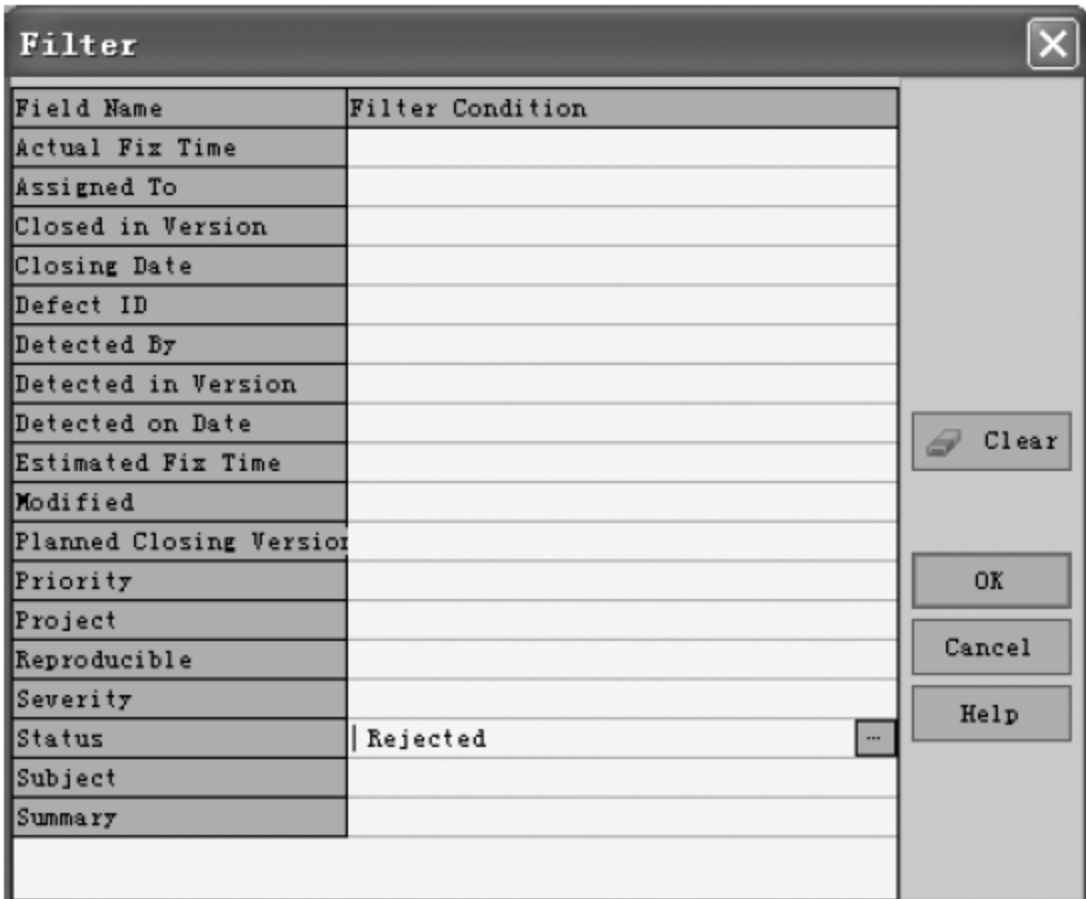 Filter
Field Name Filter Condition
Actual Fix Time
Assigned To
Closed in Version
Closing Date
Defect ID
Detected By
Detected in Version
Detected on Date
Estimated Fix Time
Modified
Planned Closing Version
Priority
Project
Reproducible
Severity
Status Rejected ...
Subject
Summary
Clear
OK
Cancel
Help